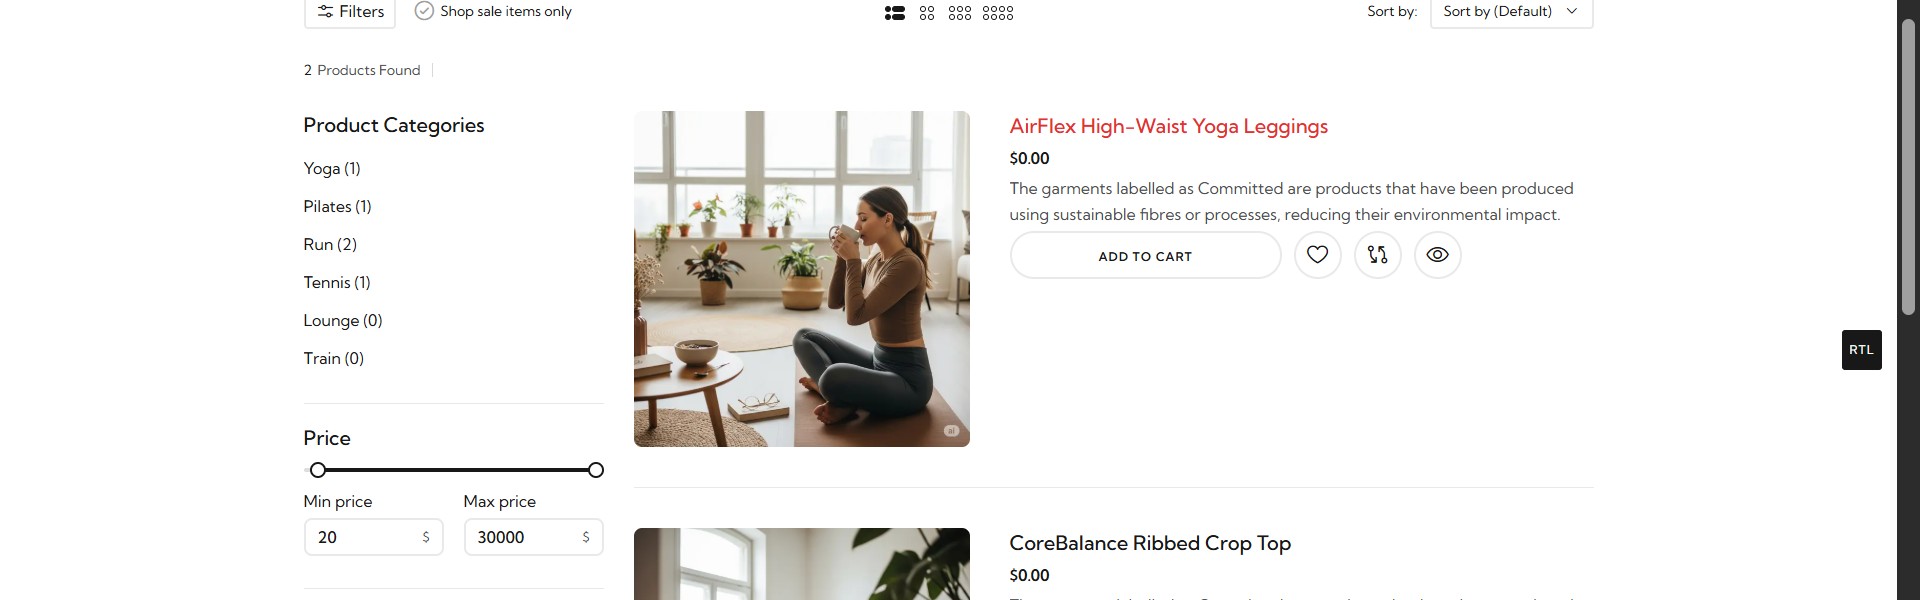 Filters
Shop sale items only
Sort by:
Sort by (Default)
2 Products Found
Product Categories
Yoga (1)
Pilates (1)
Run (2)
Tennis (1)
Lounge (0)
Train (0)
Price
Min price
Max price
20 $
30000 $
AirFlex High-Waist Yoga Leggings
$0.00
The garments labelled as Committed are products that have been produced
using sustainable fibres or processes, reducing their environmental impact.
ADD TO CART
ai
RTL
CoreBalance Ribbed Crop Top
$0.00